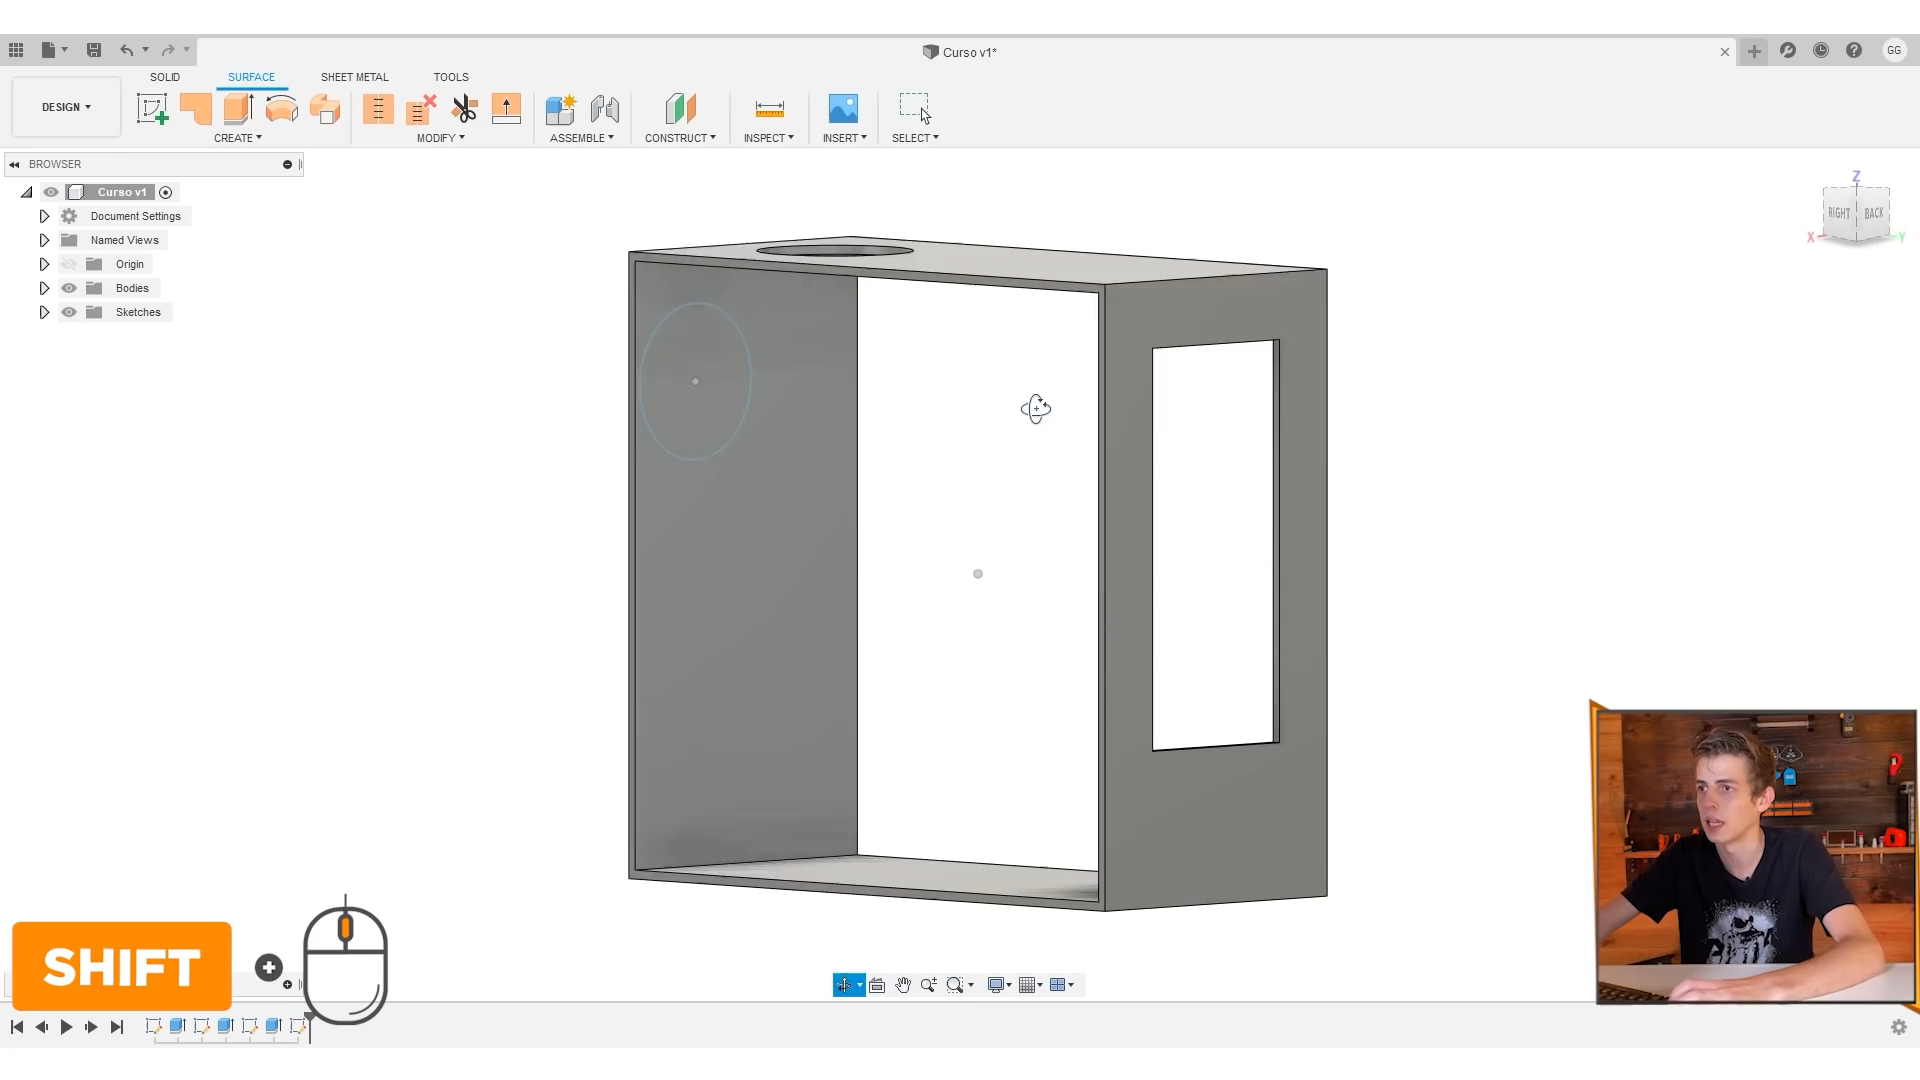 Curso v1*
GG
SOLID
SURFACE
SHEET METAL
TOOLS
DESIGN
CREATE
MODIFY
ASSEMBLE
CONSTRUCT
INSPECT
INSERT
SELECT
BROWSER
Curso v1
Document Settings
Named Views
Origin
Bodies
Sketches
Z
RIGHT
BACK
X
Y
SHIFT